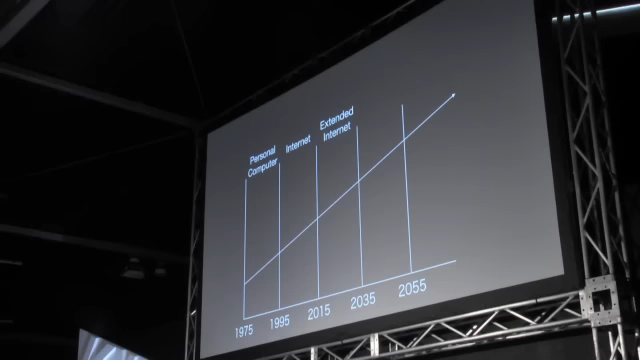 Personal
Computer
Internet
Extended
Internet
1975
1995
2015
2035
2055